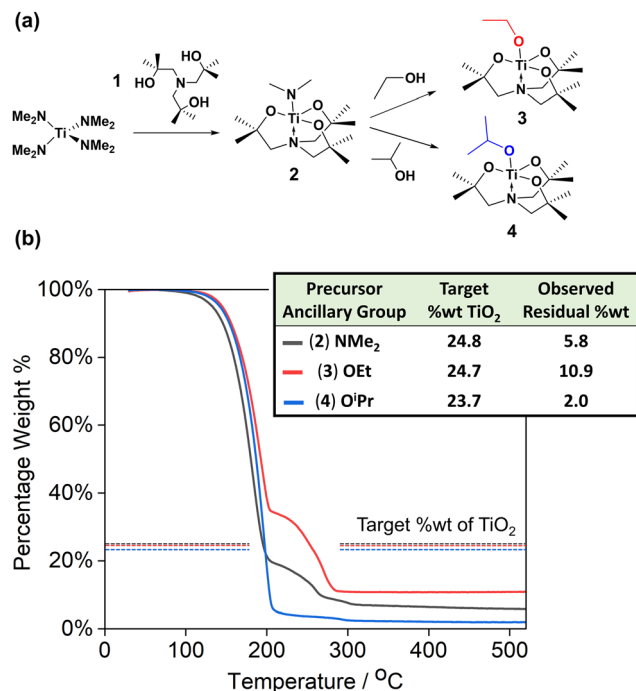 (a)
1
OH
OH
N
OH
Me₂N
NMe₂
Ti
Me₂N
NMe₂
N
O
Ti
O
O
N
2
OH
OH
O
O
Ti
O
O
N
3
O
O
Ti
O
O
N
4
(b)
Precursor Ancillary Group
Target %wt TiO₂
Observed Residual %wt
(2) NMe₂ 24.8 5.8
(3) OEt 24.7 10.9
(4) OⁱPr 23.7 2.0
Target %wt of TiO₂
100%
80%
60%
40%
20%
0%
Percentage Weight %
0 100 200 300 400 500
Temperature / ᴼC